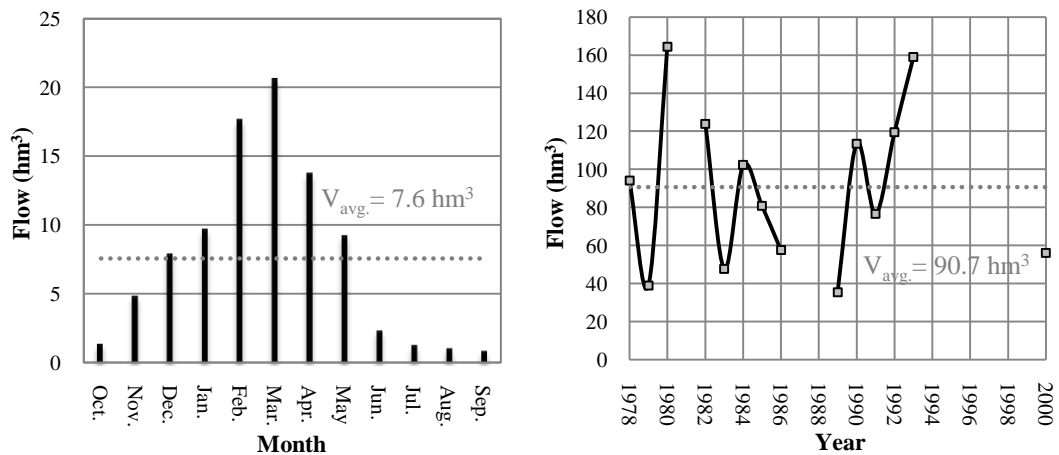 25
20
15
10
5
0
Flow (hm³)
V avg. = 7.6 hm³
Oct.
Nov.
Dec.
Jan.
Feb.
Mar.
Apr.
May
Jun.
Jul.
Aug.
Sep.
Month
180
160
140
120
100
80
60
40
20
0
Flow (hm³)
V avg. = 90.7 hm³
1978
1980
1982
1984
1986
1988
1990
1992
1994
1996
1998
2000
Year